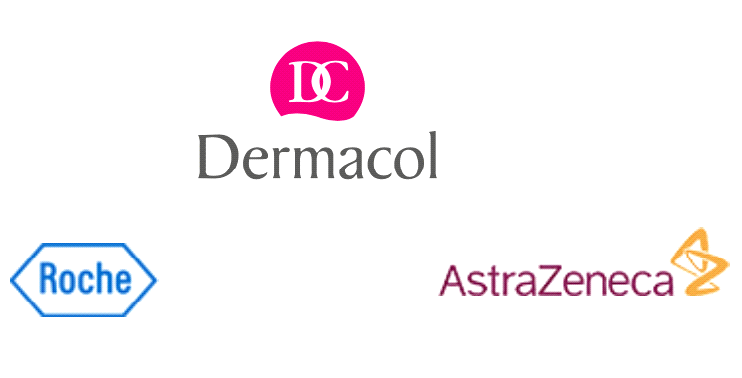 DC
Dermacol
Roche
AstraZeneca